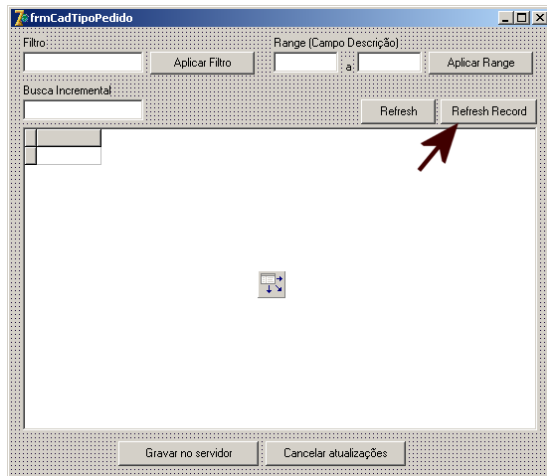 frmCadTipoPedido
Filtro
Range (Campo Descrição)
Aplicar Filtro
a
Aplicar Range
Busca Incremental
Refresh
Refresh Record
Gravar no servidor
Cancelar atualizações